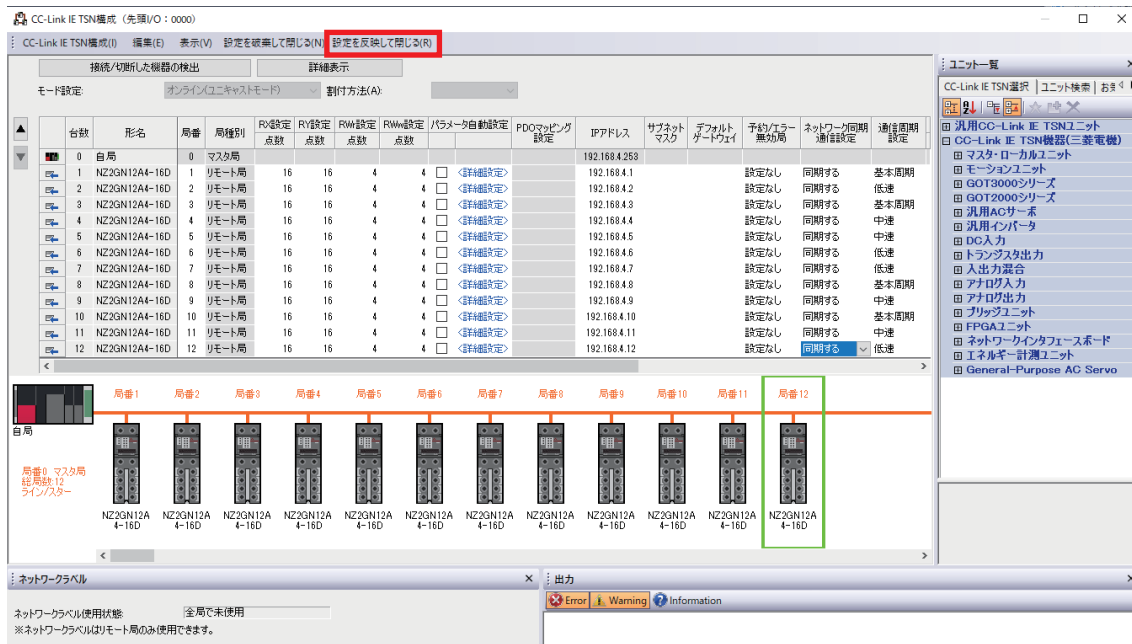 CC-Link IE TSN構成（先頭I/O：0000）
CC-Link IE TSN構成(I) 編集(E) 表示(V) 設定を破棄して閉じる(N) 設定を反映して閉じる(R)
接続/切断した機器の検出 詳細表示
モード設定: オンライン(ユニキャストモード) 割付方法(A):
台数 形名 局番 局種別 RX設定 点数 RY設定 点数 RWr設定 点数 RWw設定 点数 パラメータ自動設定 PDOマッピング設定 IPアドレス サブネットマスク デフォルトゲートウェイ 予約/エラー無効局 ネットワーク同期通信設定 通信周期設定
0 自局 0 マスタ局 192.168.4.253
1 NZ2GN12A4-16D 1 リモート局 16 16 4 4 <詳細設定> 192.168.4.1 設定なし 同期する 基本周期
2 NZ2GN12A4-16D 2 リモート局 16 16 4 4 <詳細設定> 192.168.4.2 設定なし 同期する 低速
3 NZ2GN12A4-16D 3 リモート局 16 16 4 4 <詳細設定> 192.168.4.3 設定なし 同期する 基本周期
4 NZ2GN12A4-16D 4 リモート局 16 16 4 4 <詳細設定> 192.168.4.4 設定なし 同期する 中速
5 NZ2GN12A4-16D 5 リモート局 16 16 4 4 <詳細設定> 192.168.4.5 設定なし 同期する 中速
6 NZ2GN12A4-16D 6 リモート局 16 16 4 4 <詳細設定> 192.168.4.6 設定なし 同期する 低速
7 NZ2GN12A4-16D 7 リモート局 16 16 4 4 <詳細設定> 192.168.4.7 設定なし 同期する 低速
8 NZ2GN12A4-16D 8 リモート局 16 16 4 4 <詳細設定> 192.168.4.8 設定なし 同期する 基本周期
9 NZ2GN12A4-16D 9 リモート局 16 16 4 4 <詳細設定> 192.168.4.9 設定なし 同期する 中速
10 NZ2GN12A4-16D 10 リモート局 16 16 4 4 <詳細設定> 192.168.4.10 設定なし 同期する 基本周期
11 NZ2GN12A4-16D 11 リモート局 16 16 4 4 <詳細設定> 192.168.4.11 設定なし 同期する 中速
12 NZ2GN12A4-16D 12 リモート局 16 16 4 4 <詳細設定> 192.168.4.12 設定なし 同期する 低速
局番1 局番2 局番3 局番4 局番5 局番6 局番7 局番8 局番9 局番10 局番11 局番12
自局
局番0 マスタ局
総局数:12
ライン/スター
NZ2GN12A NZ2GN12A NZ2GN12A NZ2GN12A NZ2GN12A NZ2GN12A NZ2GN12A NZ2GN12A NZ2GN12A NZ2GN12A NZ2GN12A NZ2GN12A
4-16D 4-16D 4-16D 4-16D 4-16D 4-16D 4-16D 4-16D 4-16D 4-16D 4-16D 4-16D
ユニット一覧
CC-Link IE TSN選択 ユニット検索
汎用CC-Link IE TSNユニット
CC-Link IE TSN機器(三菱電機)
マスタ・ローカルユニット
モーションユニット
GOT3000シリーズ
GOT2000シリーズ
汎用ACサーボ
汎用インバータ
DC入力
トランジスタ出力
入出力混合
アナログ入力
アナログ出力
ブリッジユニット
FPGAユニット
ネットワークインタフェースボード
エネルギー計測ユニット
General-Purpose AC Servo
ネットワークラベル
ネットワークラベル使用状態: 全局で未使用
※ネットワークラベルはリモート局のみ使用できます。
出力
Error Warning Information